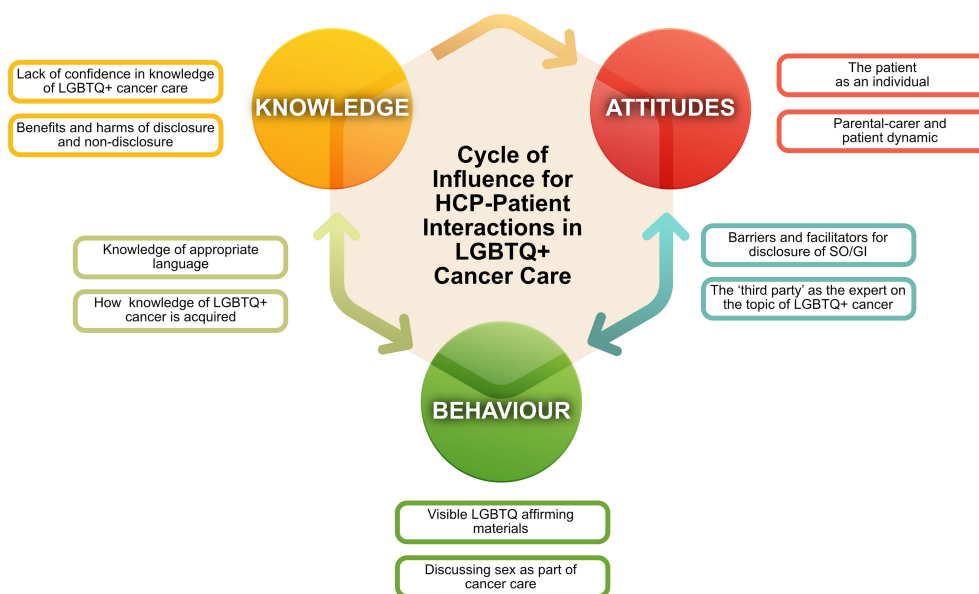 Lack of confidence in knowledge
of LGBTQ+ cancer care
Benefits and harms of disclosure
and non-disclosure
KNOWLEDGE
ATTITUDES
The patient
as an individual
Parental-carer and
patient dynamic
Cycle of
Influence for
HCP-Patient
Interactions in
LGBTQ+
Cancer Care
Knowledge of appropriate
language
How knowledge of LGBTQ+
cancer is acquired
Barriers and facilitators for
disclosure of SO/GI
The ‘third party’ as the expert on
the topic of LGBTQ+ cancer
BEHAVIOUR
Visible LGBTQ affirming
materials
Discussing sex as part of
cancer care